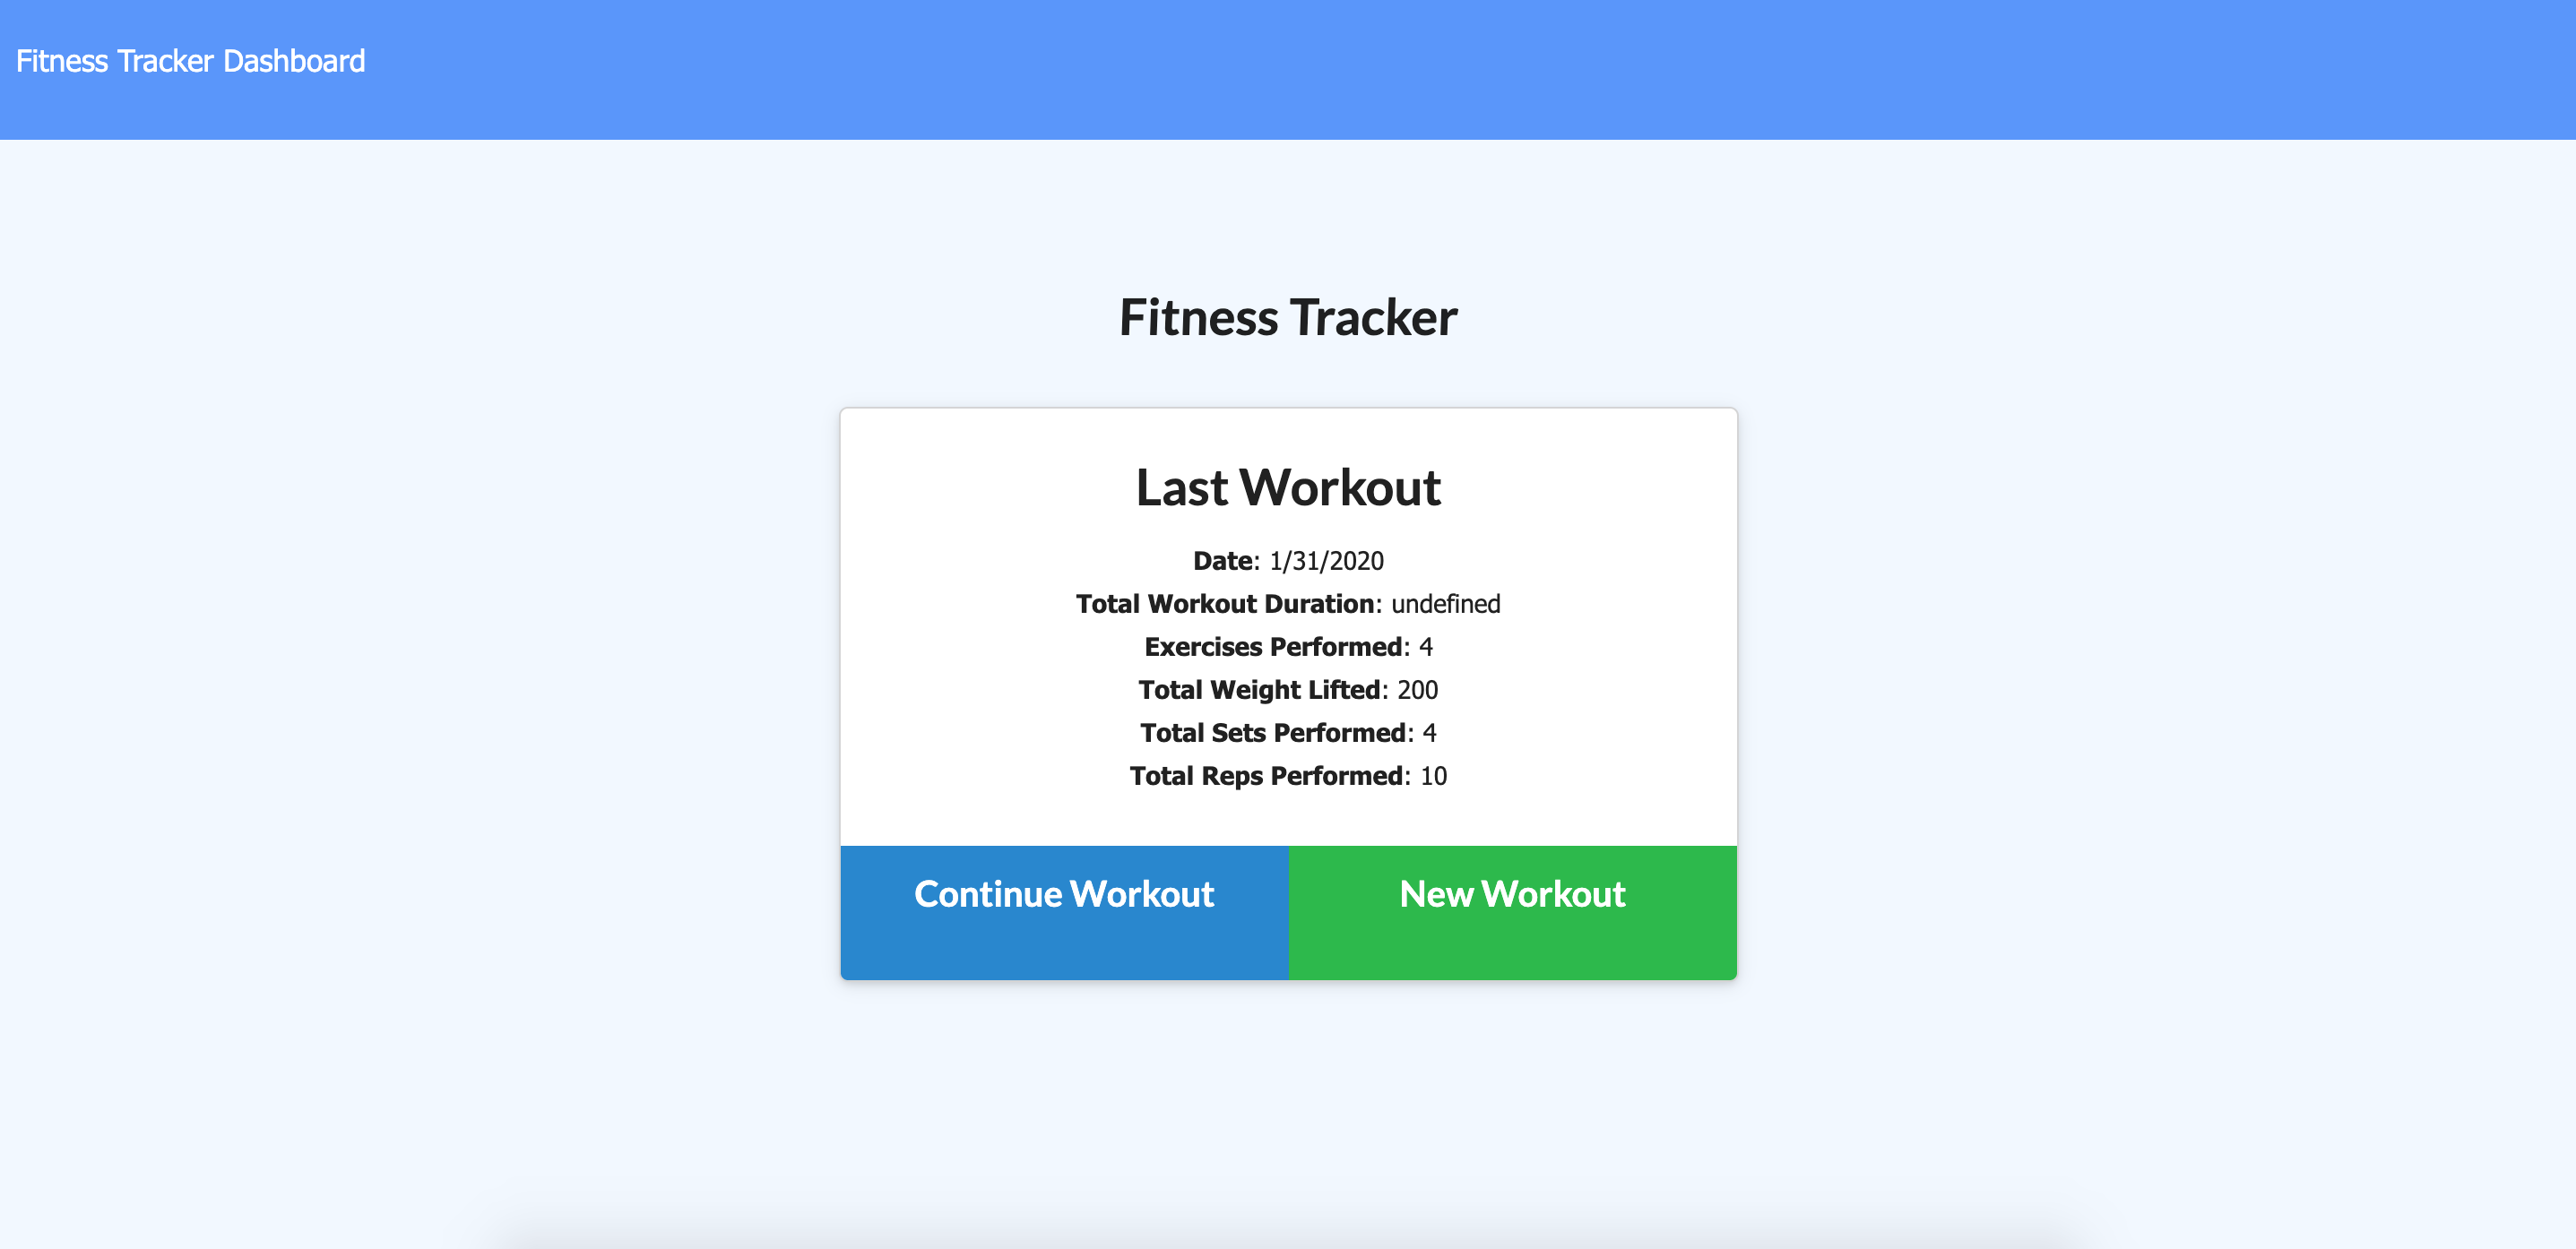 Fitness Tracker Dashboard
Fitness Tracker
Last Workout
Date: 1/31/2020
Total Workout Duration: undefined
Exercises Performed: 4
Total Weight Lifted: 200
Total Sets Performed: 4
Total Reps Performed: 10
Continue Workout
New Workout